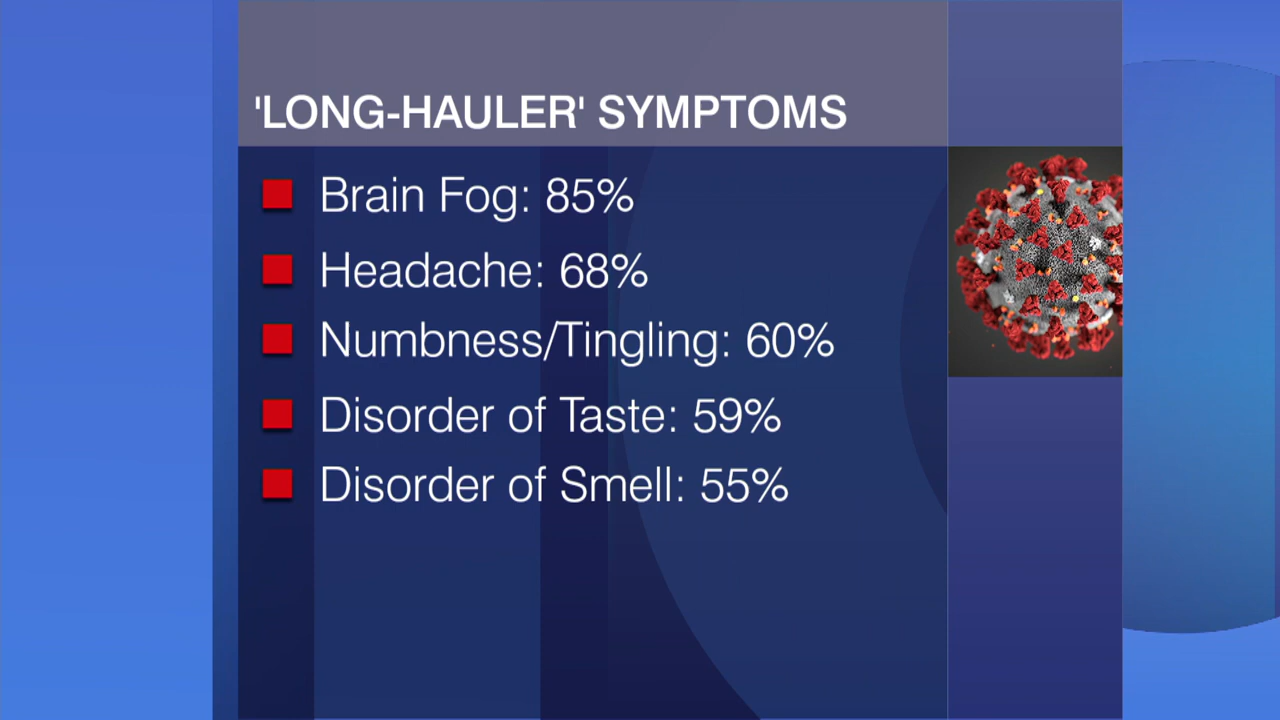 'LONG-HAULER' SYMPTOMS
Brain Fog: 85%
Headache: 68%
Numbness/Tingling: 60%
Disorder of Taste: 59%
Disorder of Smell: 55%